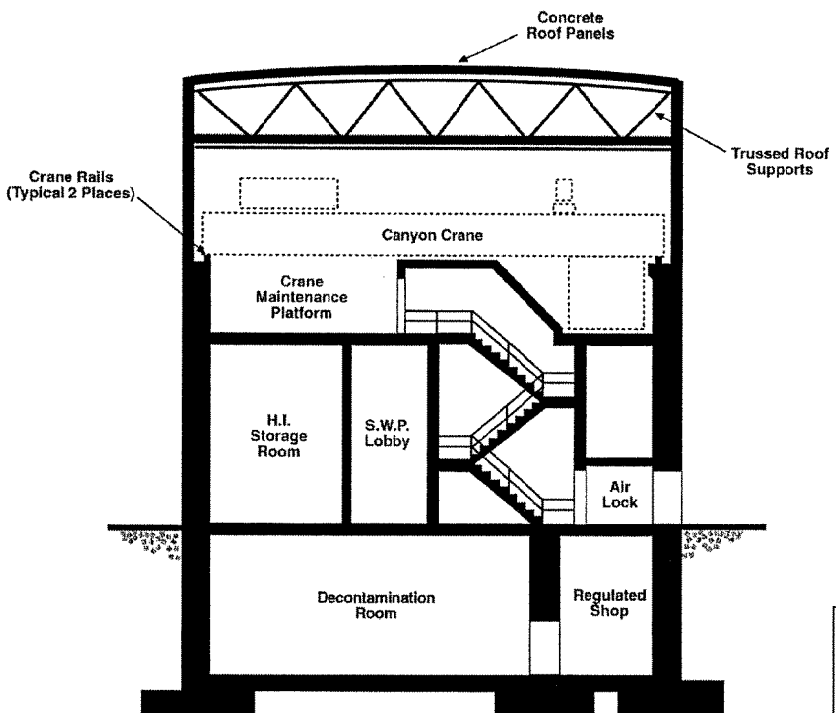 Concrete
Roof Panels
Trussed Roof
Supports
Crane Rails
(Typical 2 Places)
Canyon Crane
Crane
Maintenance
Platform
H.I.
Storage
Room
S.W.P.
Lobby
Air
Lock
Decontamination
Room
Regulated
Shop